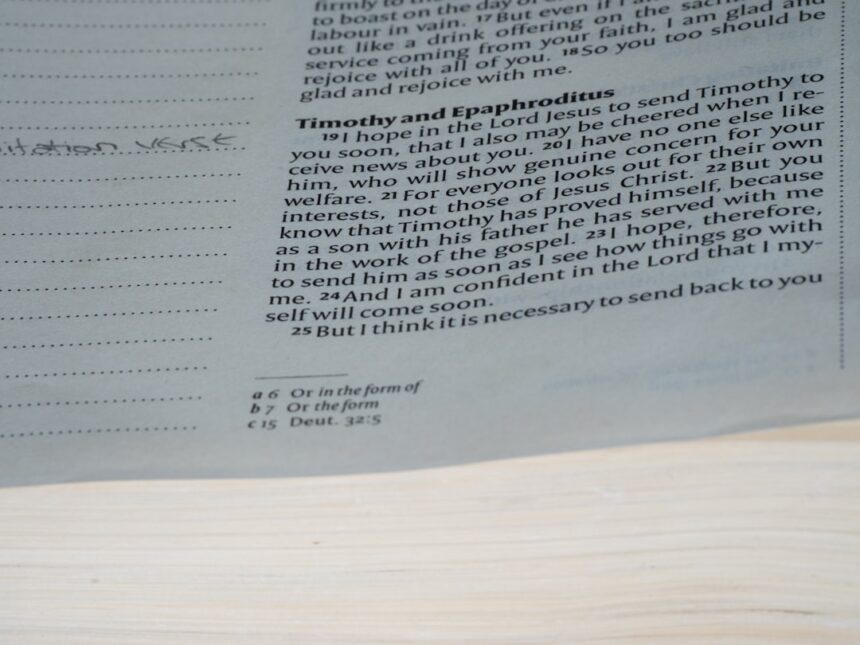 firmly to the
to boast on the day of
labour in vain. 17 But even if I am
out like a drink offering on the
service coming from your faith, I am glad and
rejoice with all of you. 18 So you too should be
glad and rejoice with me.
Timothy and Epaphroditus
19 I hope in the Lord Jesus to send Timothy to
you soon, that I also may be cheered when I re-
ceive news about you. 20 I have no one else like
him, who will show genuine concern for your
welfare. 21 For everyone looks out for their own
interests, not those of Jesus Christ. 22 But you
know that Timothy has proved himself, because
as a son with his father he has served with me
in the work of the gospel. 23 I hope, therefore,
to send him as soon as I see how things go with
me. 24 And I am confident in the Lord that I my-
self will come soon.
25 But I think it is necessary to send back to you
a 6 Or in the form of
b 7 Or the form
c 15 Deut. 32:5
verse